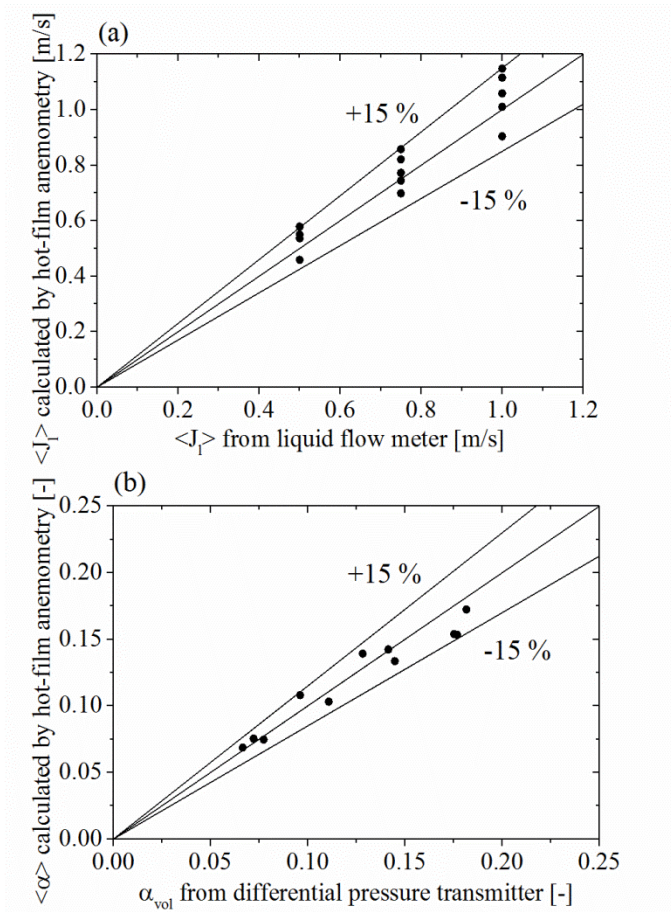 (a)
<J_l> calculated by hot-film anemometry [m/s]
1.2
1.0
0.8
0.6
0.4
0.2
0.0
+15 %
-15 %
0.0 0.2 0.4 0.6 0.8 1.0 1.2
<J_l> from liquid flow meter [m/s]
(b)
<α> calculated by hot-film anemometry [-]
0.25
0.20
0.15
0.10
0.05
0.00
+15 %
-15 %
0.00 0.05 0.10 0.15 0.20 0.25
α_vol from differential pressure transmitter [-]